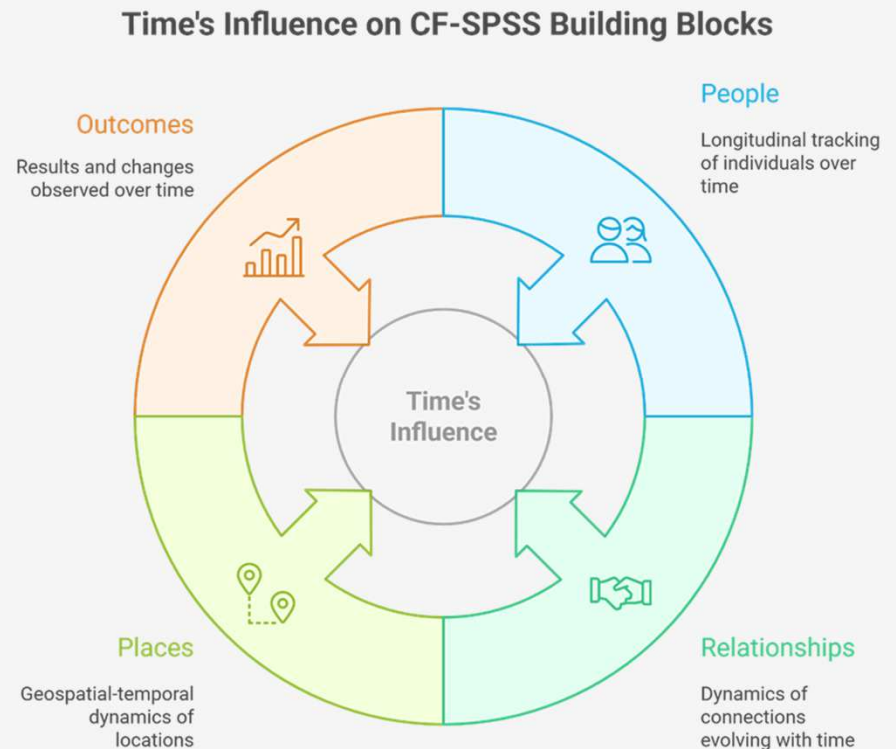 Time's Influence on CF-SPSS Building Blocks
Outcomes
Results and changes
observed over time
People
Longitudinal tracking
of individuals over
time
Time's
Influence
Places
Geospatial-temporal
dynamics of
locations
Relationships
Dynamics of
connections
evolving with time